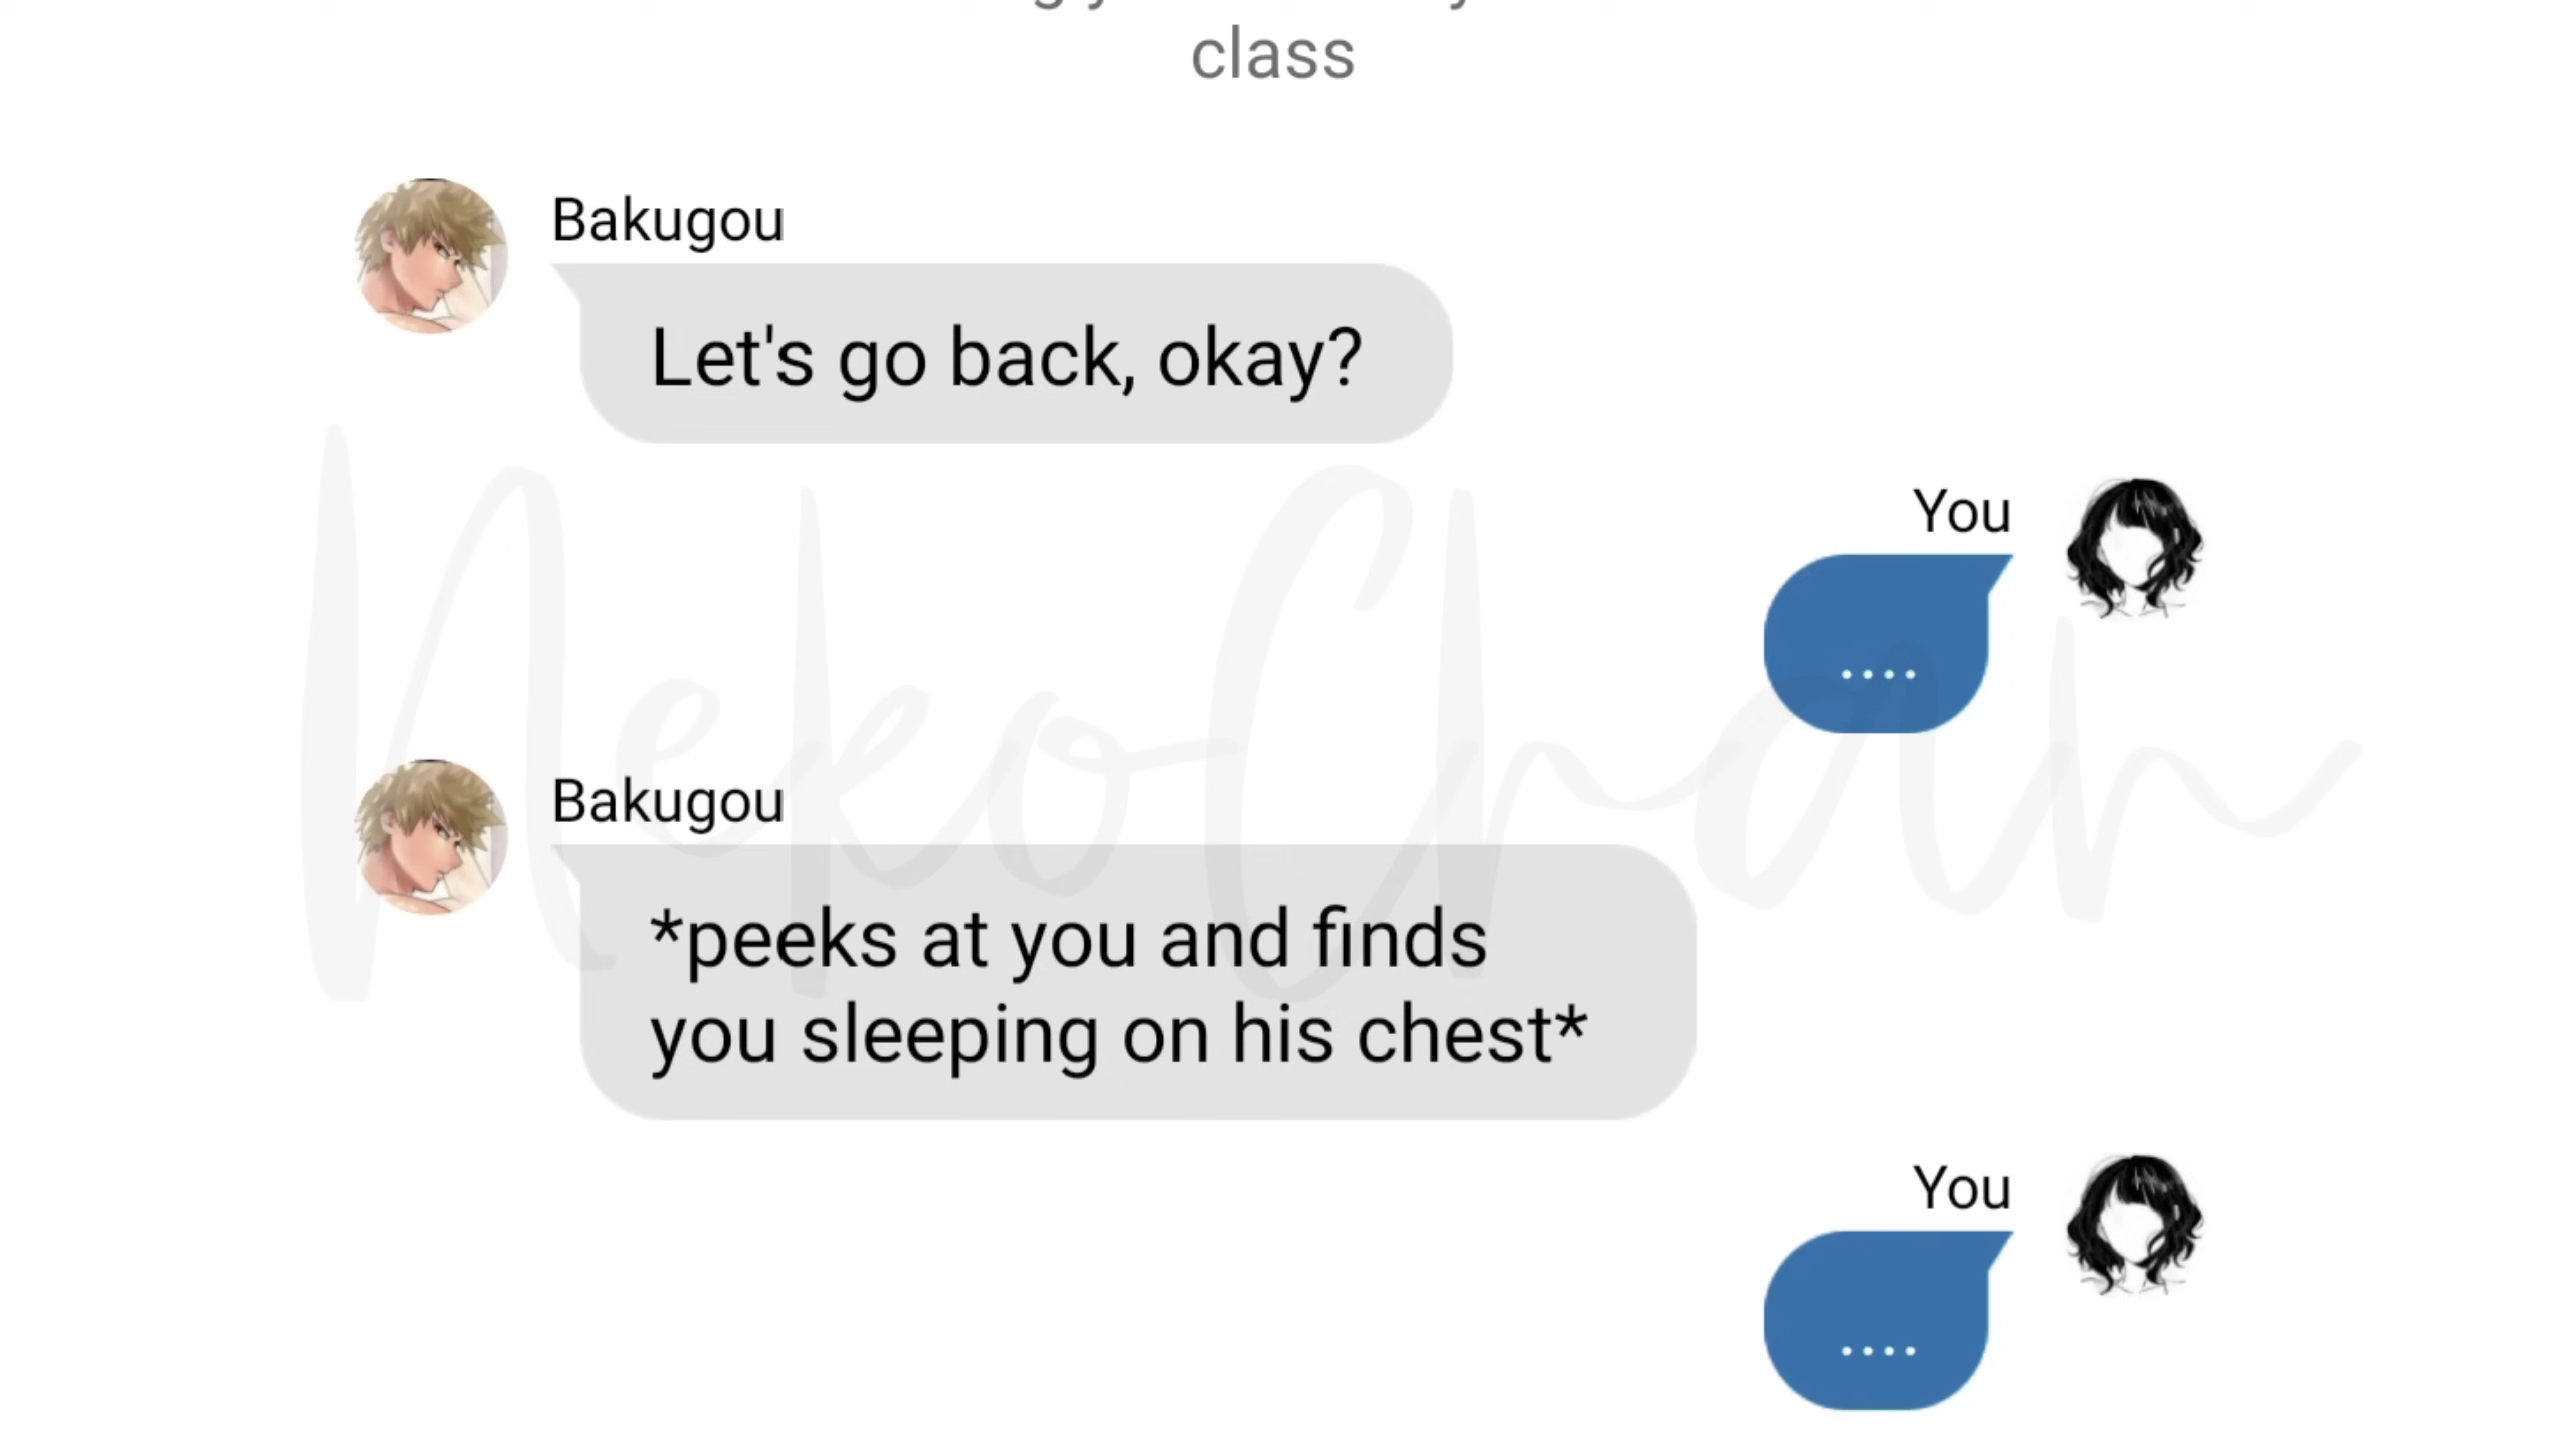 class
Bakugou
Let's go back, okay?
You
....
Bakugou
*peeks at you and finds
you sleeping on his chest*
You
....
NekoChan